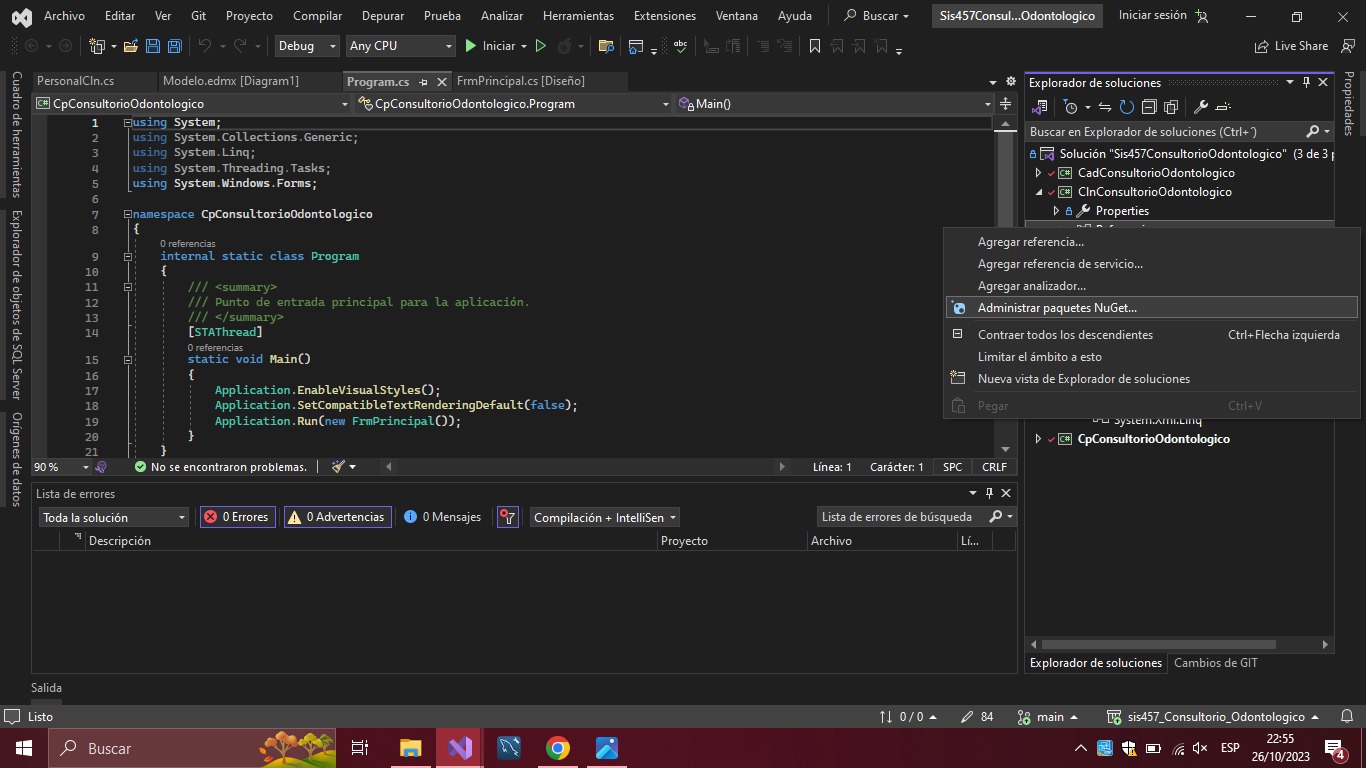 Archivo Editar Ver Git Proyecto Compilar Depurar Prueba Analizar Herramientas Extensiones Ventana Ayuda Buscar Sis457Consul...Odontologico Iniciar sesión
Debug Any CPU Iniciar Live Share
Cuadro de herramientas
Explorador de objetos de SQL Server
Orígenes de datos
PersonalCln.cs Modelo.edmx [Diagram1] Program.cs FrmPrincipal.cs [Diseño]
CpConsultorioOdontologico CpConsultorioOdontologico.Program Main()
1 using System;
2 using System.Collections.Generic;
3 using System.Linq;
4 using System.Threading.Tasks;
5 using System.Windows.Forms;
6
7 namespace CpConsultorioOdontologico
8 {
0 referencias
9 internal static class Program
10 {
11 /// <summary>
12 /// Punto de entrada principal para la aplicación.
13 /// </summary>
14 [STAThread]
0 referencias
15 static void Main()
16 {
17 Application.EnableVisualStyles();
18 Application.SetCompatibleTextRenderingDefault(false);
19 Application.Run(new FrmPrincipal());
20 }
21 }
90 % No se encontraron problemas. Línea: 1 Carácter: 1 SPC CRLF
Lista de errores
Toda la solución 0 Errores 0 Advertencias 0 Mensajes Compilación + IntelliSen Lista de errores de búsqueda
Descripción Proyecto Archivo Lí...
Salida
Explorador de soluciones
Propiedades
Buscar en Explorador de soluciones (Ctrl+´)
Solución "Sis457ConsultorioOdontologico" (3 de 3 p
CadConsultorioOdontologico
ClnConsultorioOdontologico
Properties
Agregar referencia...
Agregar referencia de servicio...
Agregar analizador...
Administrar paquetes NuGet...
Contraer todos los descendientes Ctrl+Flecha izquierda
Limitar el ámbito a esto
Nueva vista de Explorador de soluciones
Pegar Ctrl+V
System.Xml.Linq
CpConsultorioOdontologico
Explorador de soluciones Cambios de GIT
Listo 0 / 0 84 main sis457_Consultorio_Odontologico
Buscar ESP 22:55
26/10/2023 4